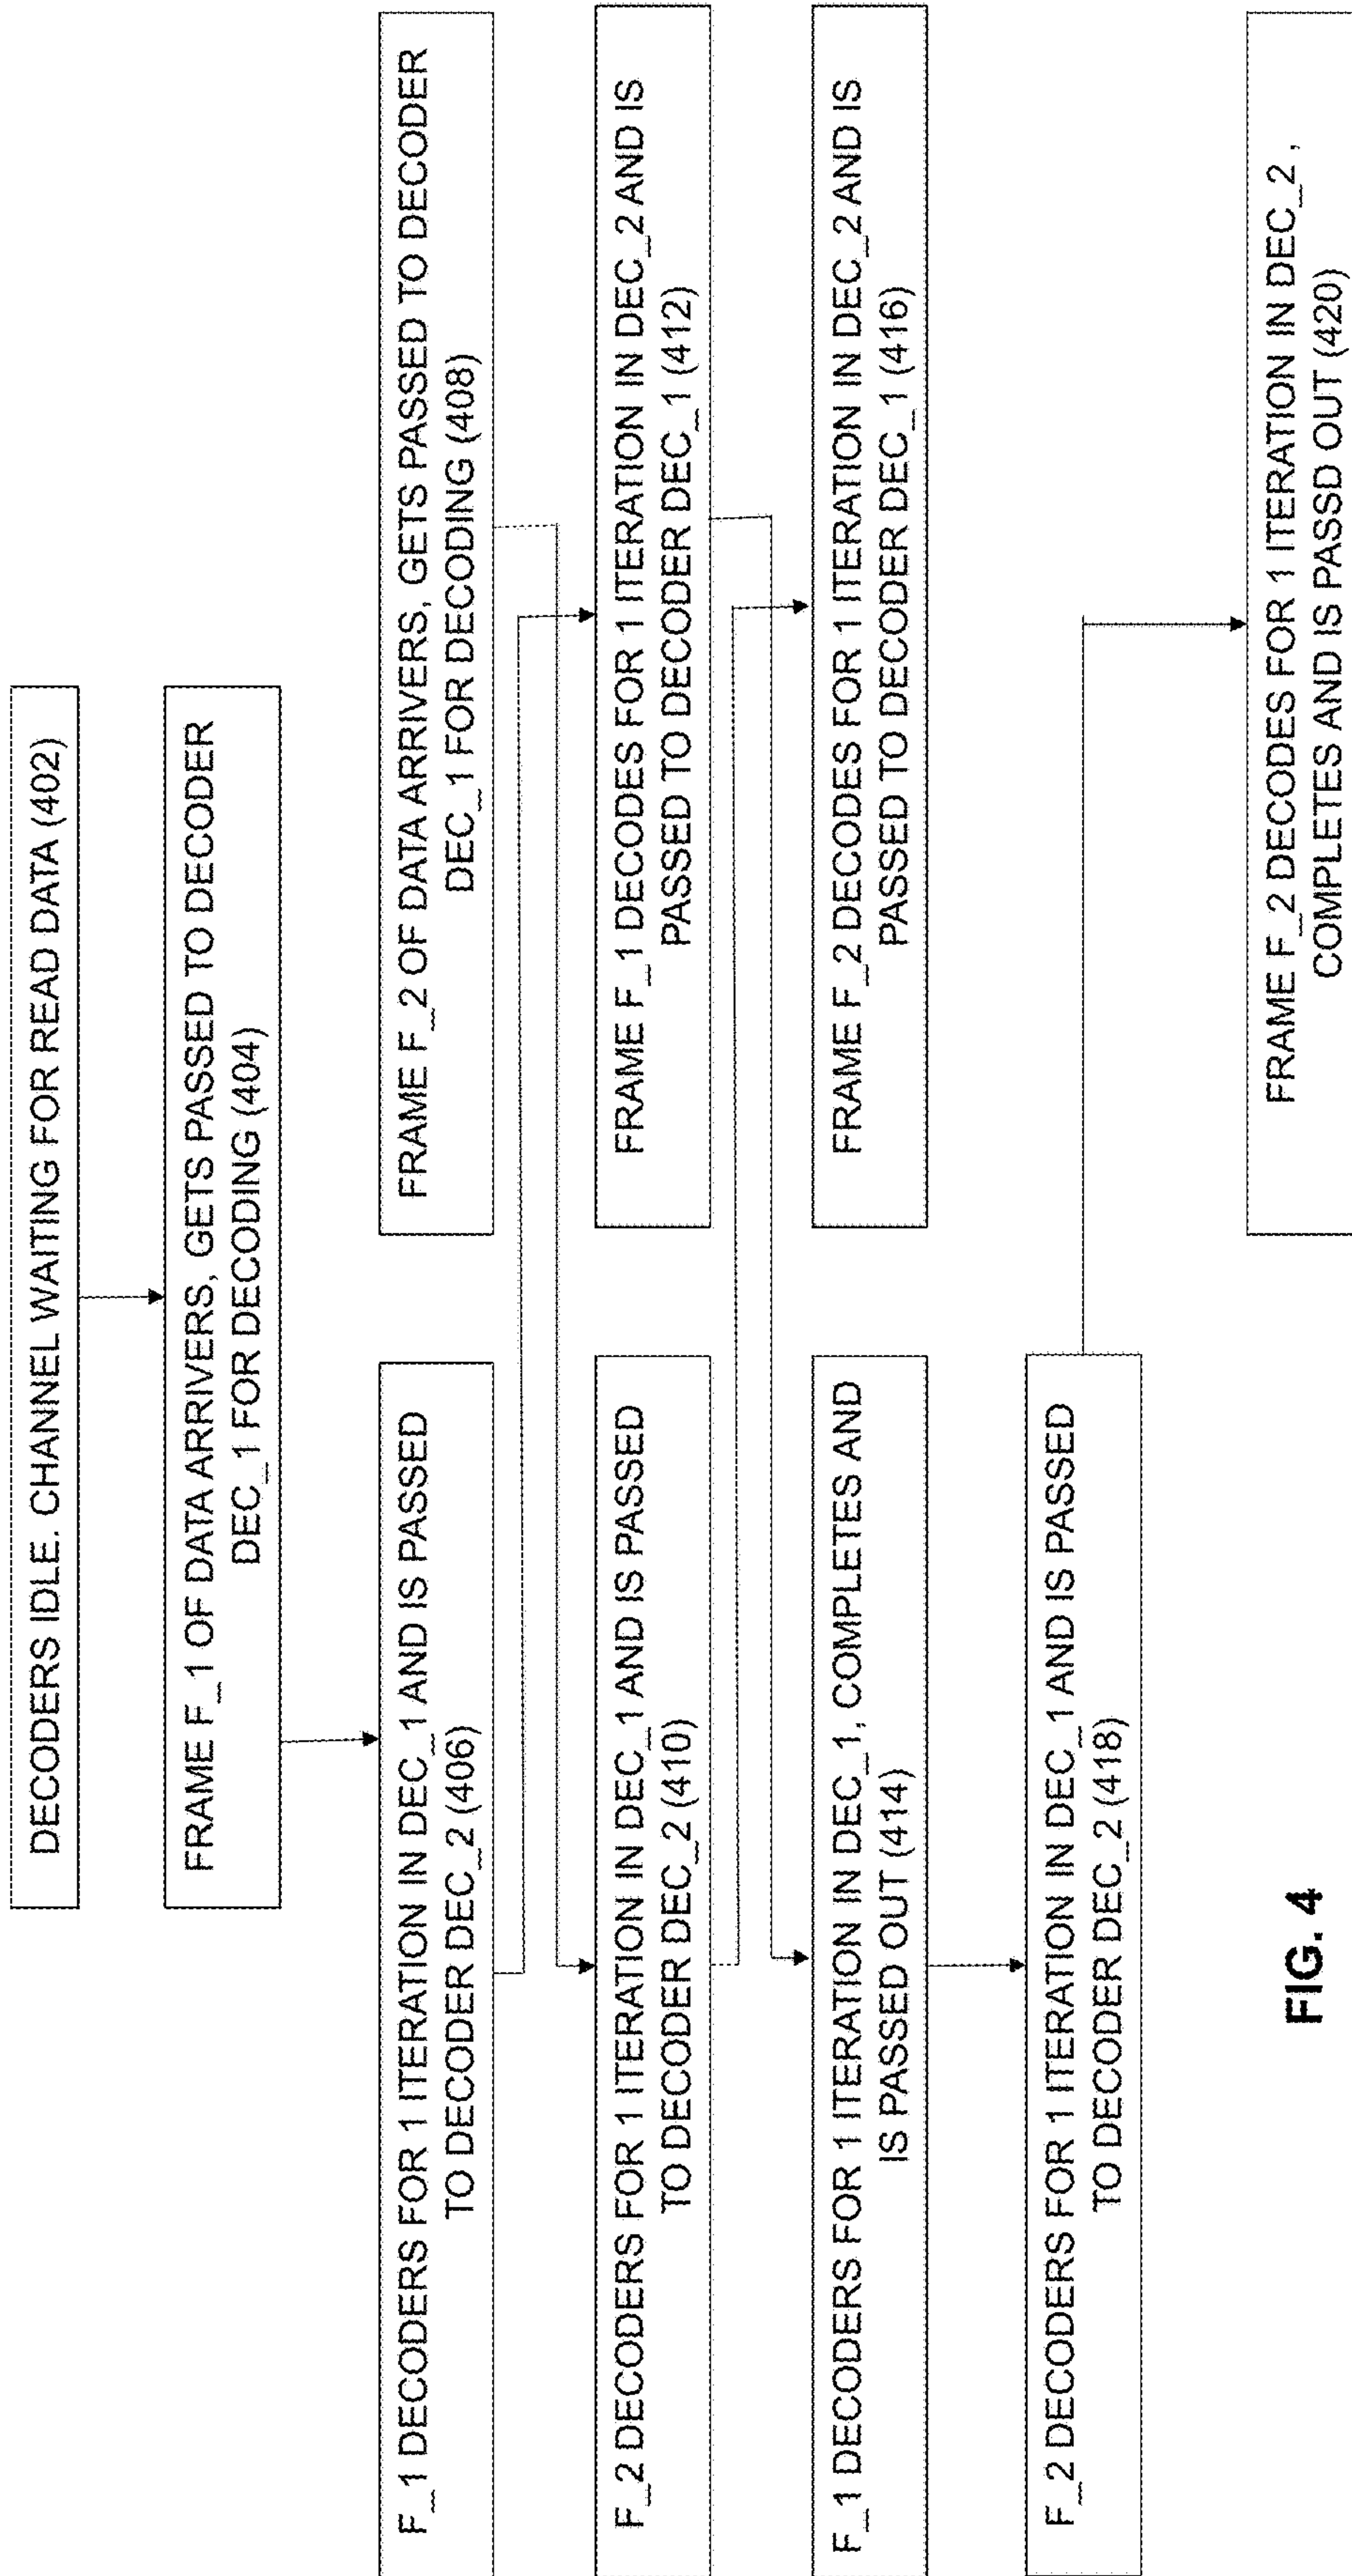 DECODERS IDLE. CHANNEL WAITING FOR READ DATA (402)
FRAME F_1 OF DATA ARRIVERS, GETS PASSED TO DECODER
DEC_1 FOR DECODING (404)
F_1 DECODERS FOR 1 ITERATION IN DEC_1 AND IS PASSED
TO DECODER DEC_2 (406)
FRAME F_2 OF DATA ARRIVERS, GETS PASSED TO DECODER
DEC_1 FOR DECODING (408)
F_2 DECODERS FOR 1 ITERATION IN DEC_1 AND IS PASSED
TO DECODER DEC_2 (410)
FRAME F_1 DECODES FOR 1 ITERATION IN DEC_2 AND IS
PASSED TO DECODER DEC_1 (412)
F_1 DECODERS FOR 1 ITERATION IN DEC_1, COMPLETES AND
IS PASSED OUT (414)
FRAME F_2 DECODES FOR 1 ITERATION IN DEC_2 AND IS
PASSED TO DECODER DEC_1 (416)
F_2 DECODERS FOR 1 ITERATION IN DEC_1 AND IS PASSED
TO DECODER DEC_2 (418)
FRAME F_2 DECODES FOR 1 ITERATION IN DEC_2 ,
COMPLETES AND IS PASSD OUT (420)
FIG. 4